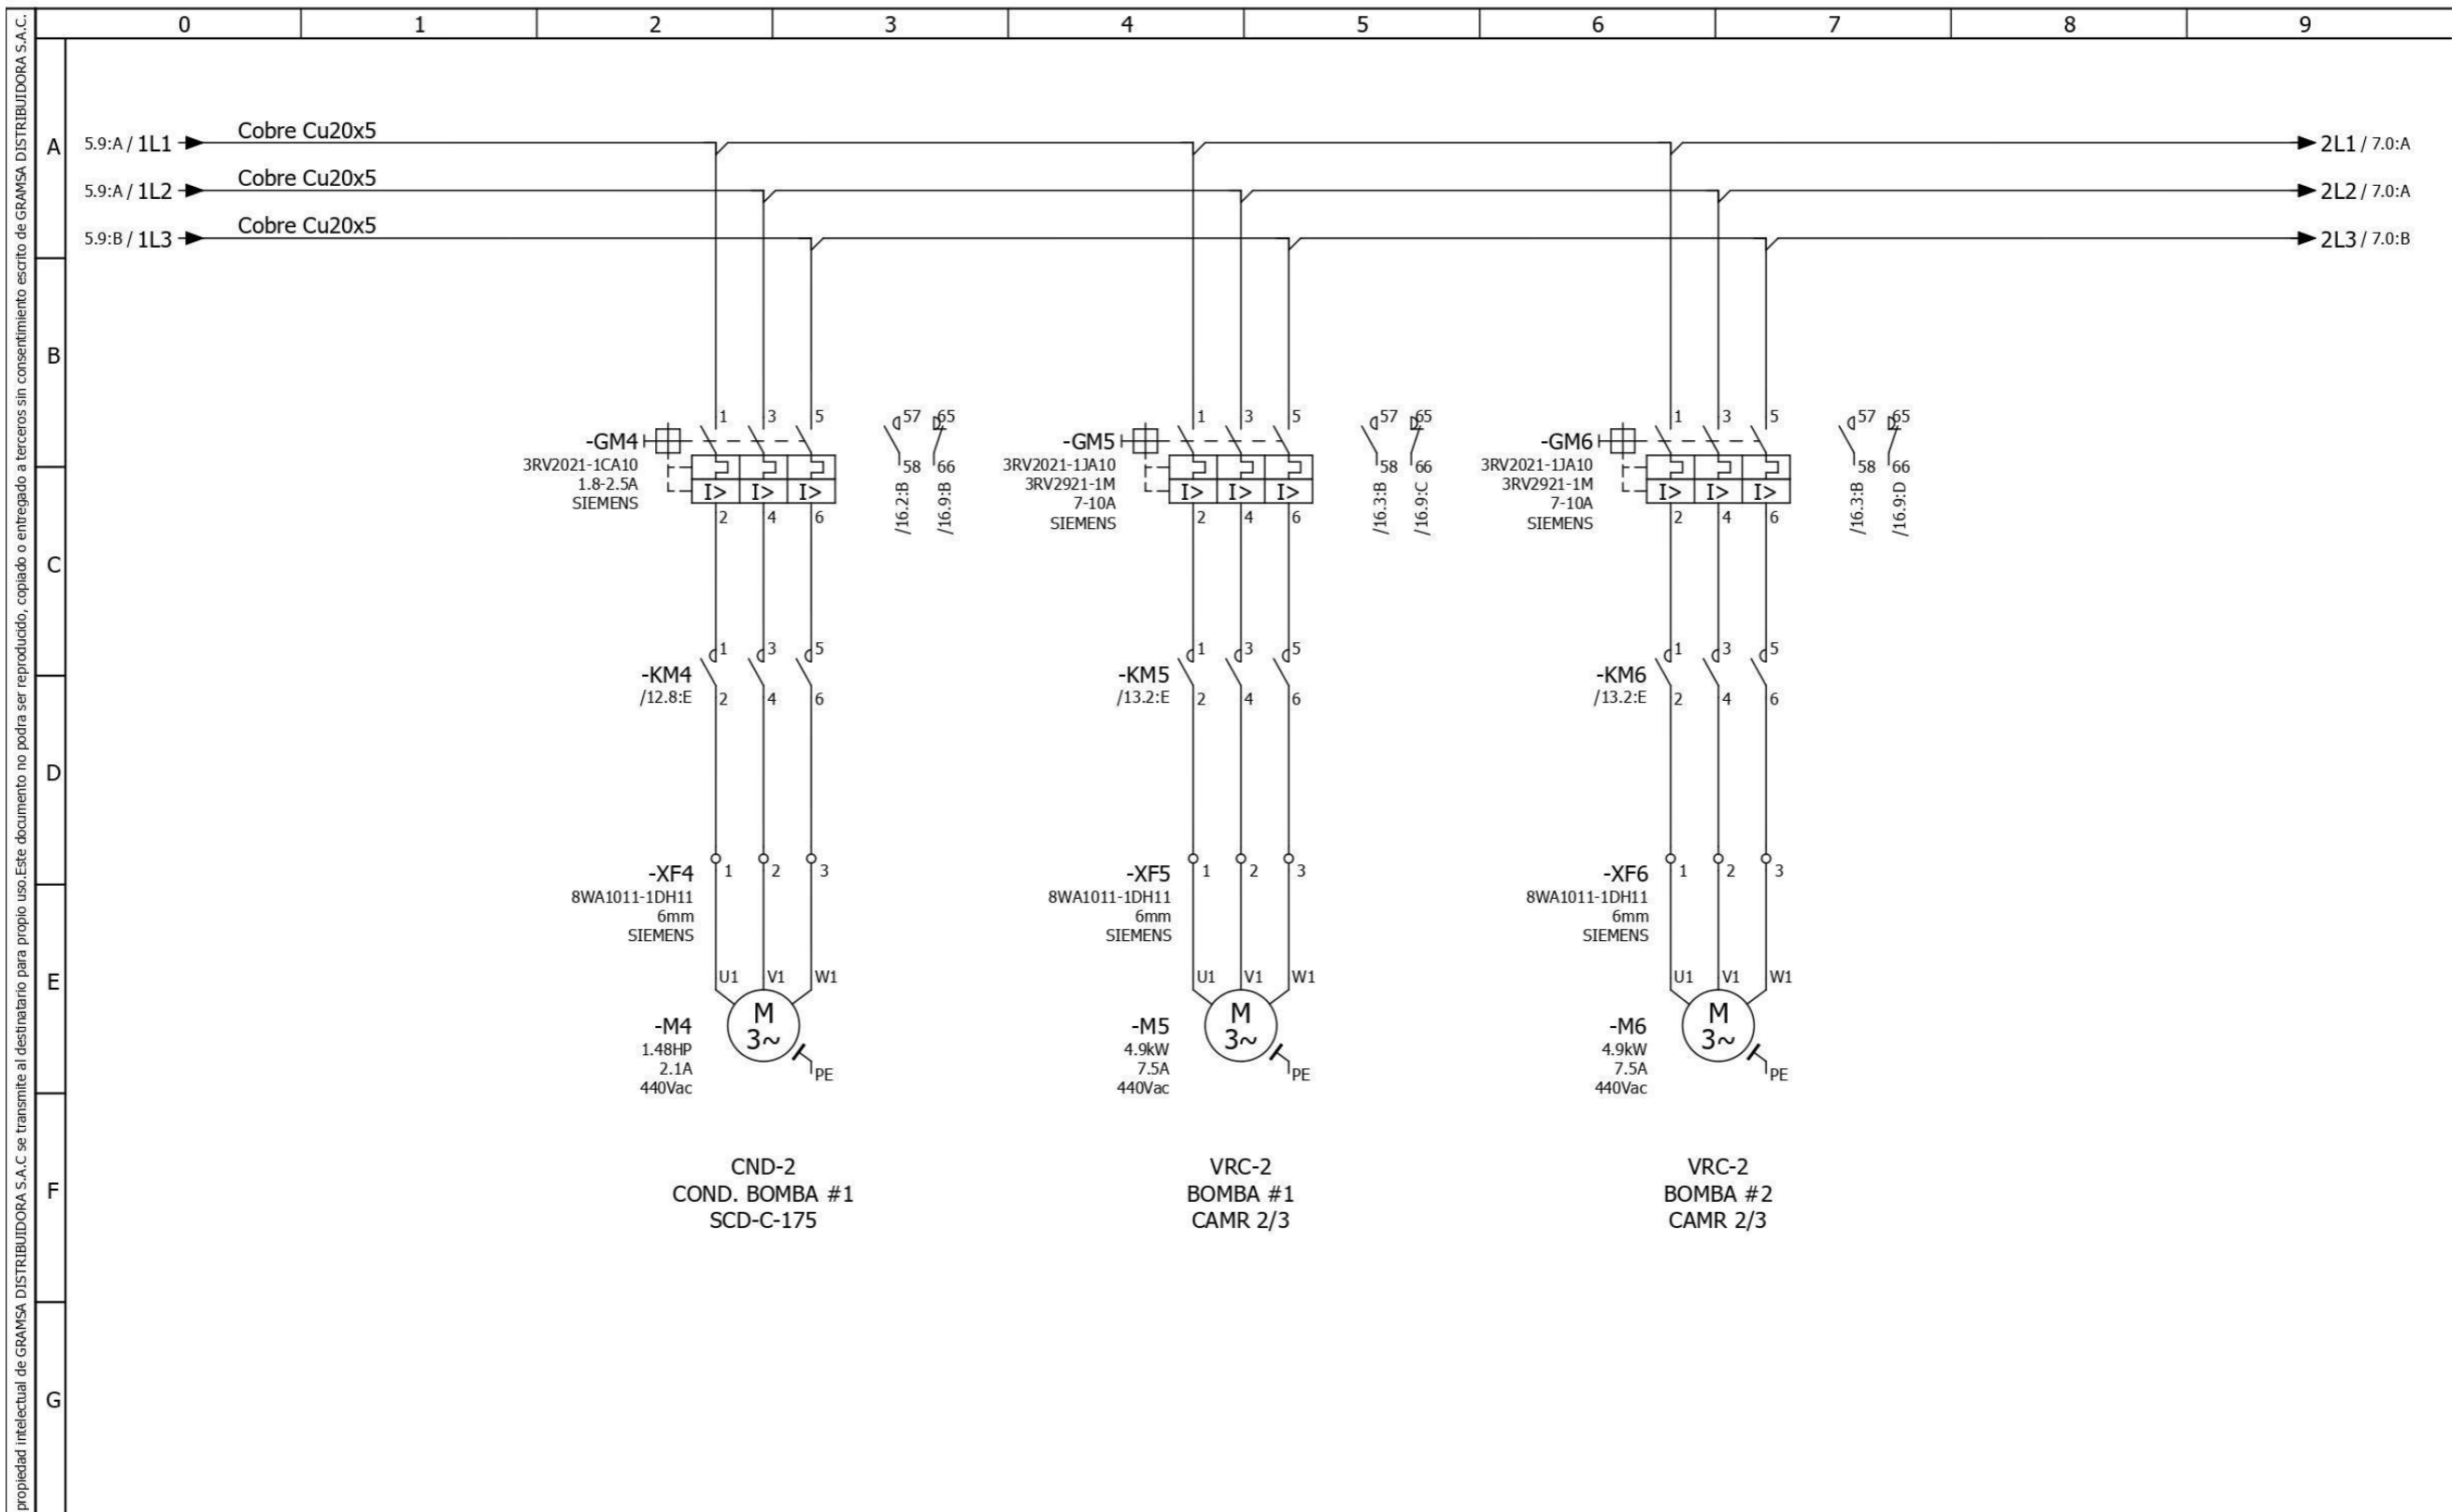 0 1 2 3 4 5 6 7 8 9
propiedad intelectual de GRAMSA DISTRIBUIDORA S.A.C se transmite al destinatario para propio uso.Este documento no podra ser reproducido, copiado o entregado a terceros sin consentimiento escrito de GRAMSA DISTRIBUIDORA S.A.C.
A
B
C
D
E
F
G
5.9:A / 1L1
Cobre Cu20x5
2L1 / 7.0:A
5.9:A / 1L2
Cobre Cu20x5
2L2 / 7.0:A
5.9:B / 1L3
Cobre Cu20x5
2L3 / 7.0:B
-GM4
3RV2021-1CA10
1.8-2.5A
SIEMENS
1 3 5
I> I> I>
2 4 6
57 65
58 66
/16.2:B
/16.9:B
-GM5
3RV2021-1JA10
3RV2921-1M
7-10A
SIEMENS
1 3 5
I> I> I>
2 4 6
57 65
58 66
/16.3:B
/16.9:C
-GM6
3RV2021-1JA10
3RV2921-1M
7-10A
SIEMENS
1 3 5
I> I> I>
2 4 6
57 65
58 66
/16.3:B
/16.9:D
-KM4
/12.8:E
1 3 5
2 4 6
-KM5
/13.2:E
1 3 5
2 4 6
-KM6
/13.2:E
1 3 5
2 4 6
-XF4
8WA1011-1DH11
6mm
SIEMENS
1 2 3
-XF5
8WA1011-1DH11
6mm
SIEMENS
1 2 3
-XF6
8WA1011-1DH11
6mm
SIEMENS
1 2 3
U1 V1 W1
M
3~
PE
-M4
1.48HP
2.1A
440Vac
U1 V1 W1
M
3~
PE
-M5
4.9kW
7.5A
440Vac
U1 V1 W1
M
3~
PE
-M6
4.9kW
7.5A
440Vac
CND-2
COND. BOMBA #1
SCD-C-175
VRC-2
BOMBA #1
CAMR 2/3
VRC-2
BOMBA #2
CAMR 2/3